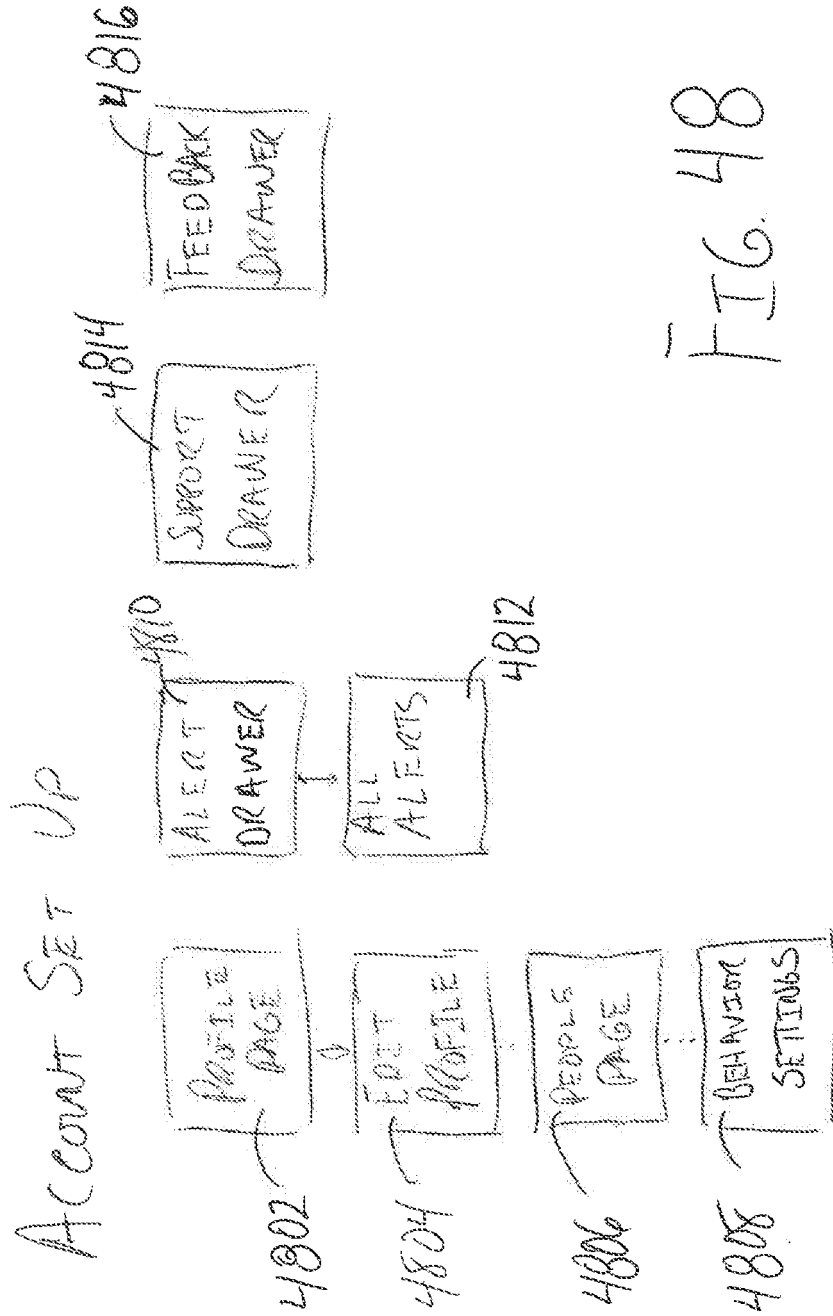 ACCOUNT SET UP
4802
PROFILE
PAGE
4804
EDIT
PROFILE
4806
PEOPLE
PAGE
4808
BEHAVIOR
SETTINGS
4810
ALERT
DRAWER
ALL
ALERTS
4812
4814
SUPPORT
DRAWER
4816
FEEDBACK
DRAWER
FIG. 48